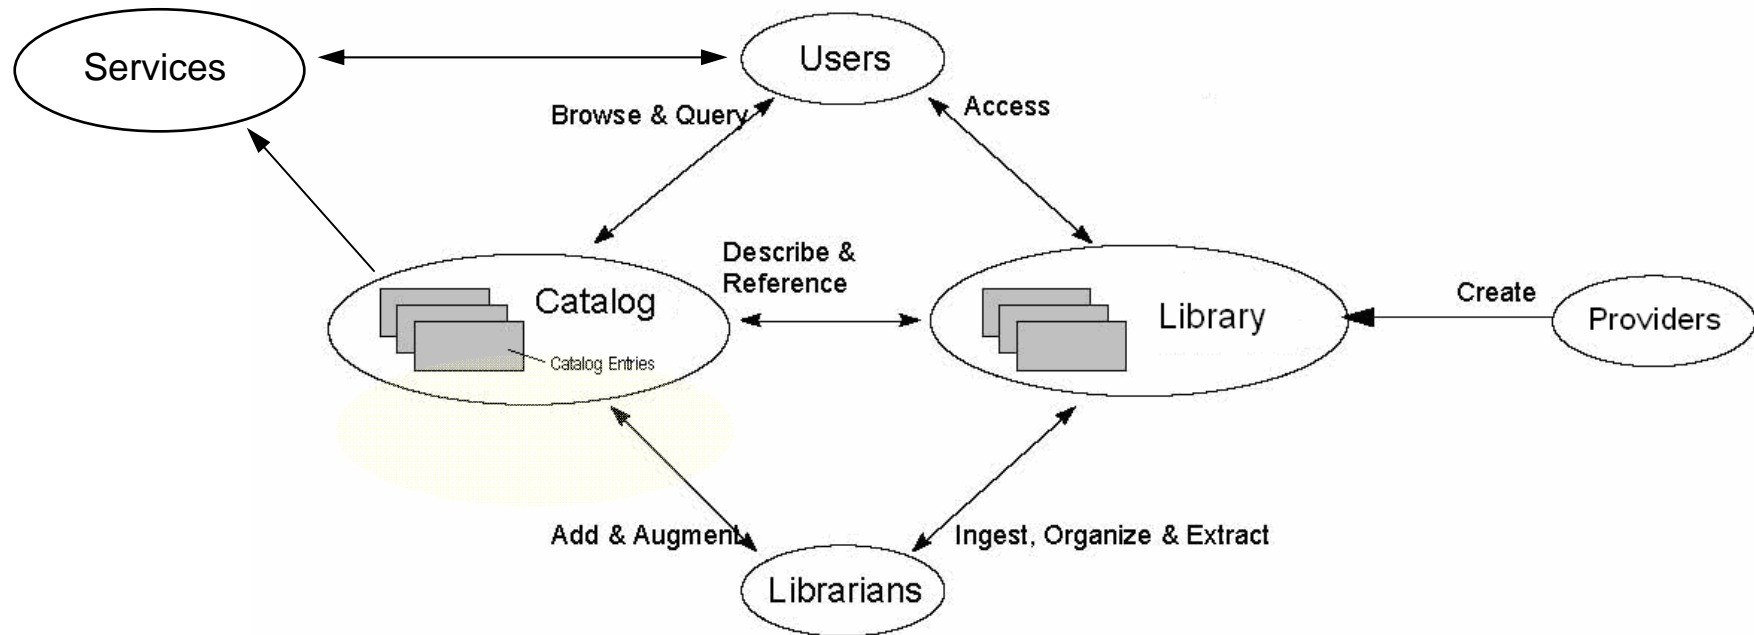 Services
Users
Browse & Query
Access
Describe &
Reference
Catalog
Catalog Entries
Library
Create
Providers
Add & Augment
Ingest, Organize & Extract
Librarians